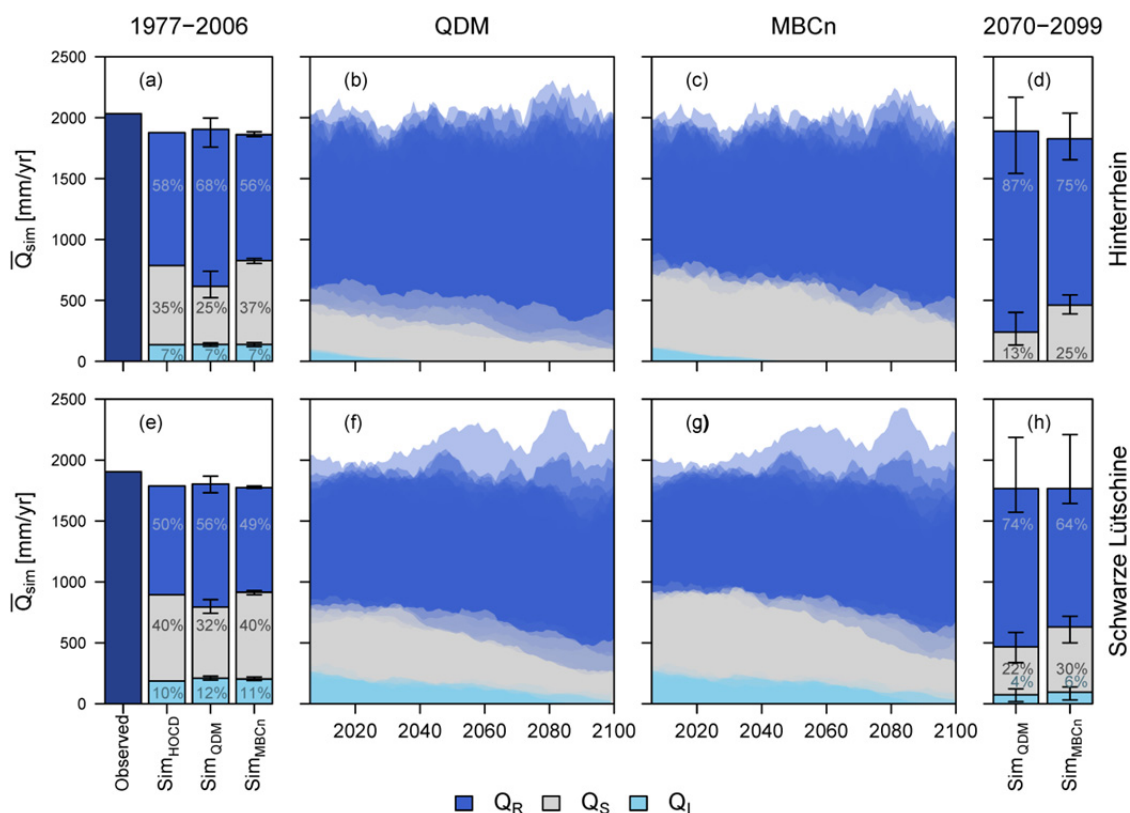 1977−2006 QDM MBCn 2070−2099
2500 (a) (b) (c) (d)
2000
1500 58% 68% 56% 87% 75%
1000
500 35% 25% 37%
0 7% 7% 7% 13% 25%
Q̅sim [mm/yr]
Hinterrhein
2500 (e) (f) (g) (h)
2000
1500 50% 56% 49% 74% 64%
1000
500 40% 32% 40% 22% 30%
4% 6%
0 10% 12% 11%
Q̅sim [mm/yr]
Schwarze Lütschine
2020 2040 2060 2080 2100 2020 2040 2060 2080 2100
Observed SimHOCD SimQDM SimMBCn SimQDM SimMBCn
QR QS QI